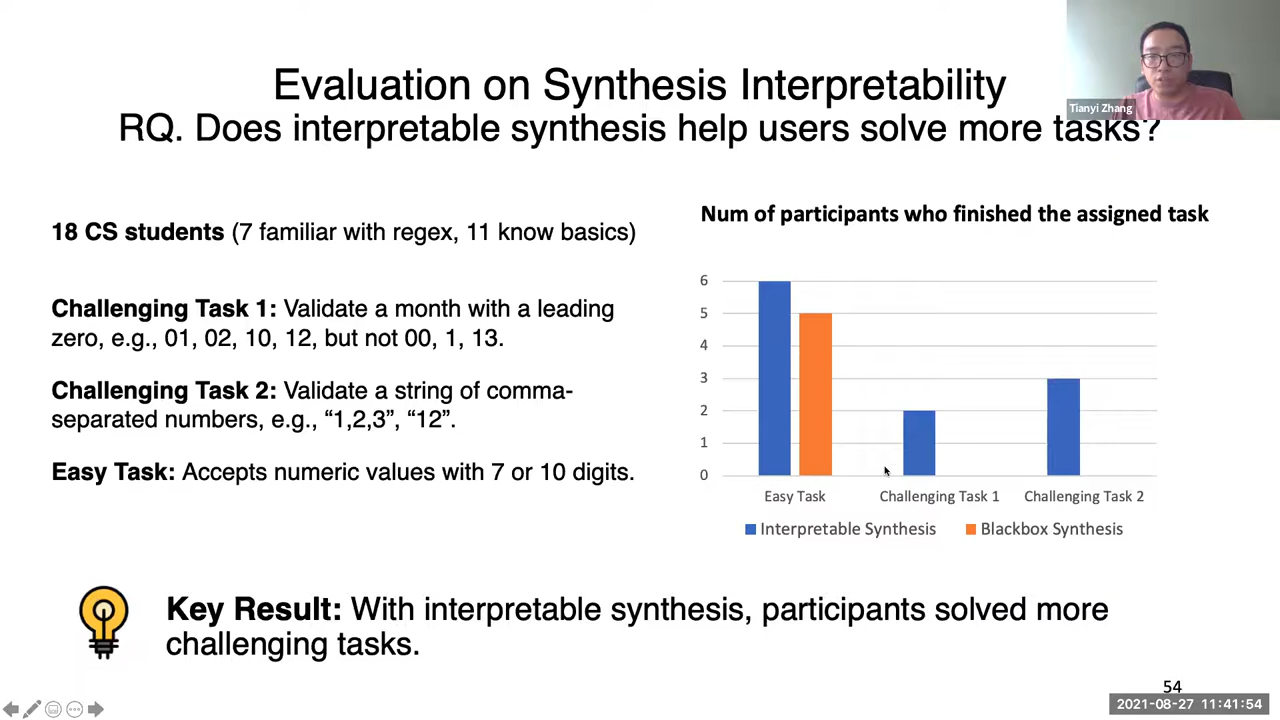 Evaluation on Synthesis Interpretability
RQ. Does interpretable synthesis help users solve more tasks?
Tianyi Zhang
18 CS students (7 familiar with regex, 11 know basics)
Challenging Task 1: Validate a month with a leading
zero, e.g., 01, 02, 10, 12, but not 00, 1, 13.
Challenging Task 2: Validate a string of comma-
separated numbers, e.g., “1,2,3”, “12”.
Easy Task: Accepts numeric values with 7 or 10 digits.
Num of participants who finished the assigned task
6
5
4
3
2
1
0
Easy Task
Challenging Task 1
Challenging Task 2
Interpretable Synthesis
Blackbox Synthesis
Key Result: With interpretable synthesis, participants solved more
challenging tasks.
54
2021-08-27 11:41:54